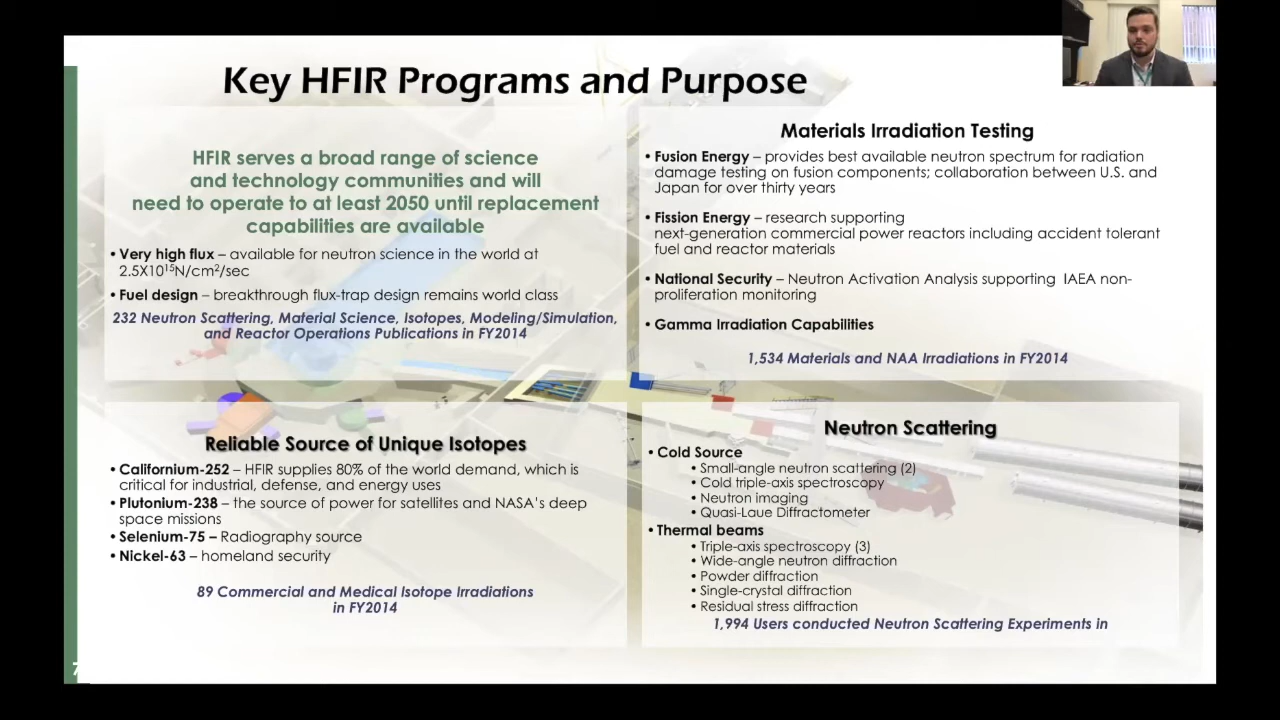 Key HFIR Programs and Purpose
HFIR serves a broad range of science
and technology communities and will
need to operate to at least 2050 until replacement
capabilities are available
• Very high flux – available for neutron science in the world at
2.5X10¹⁵N/cm²/sec
• Fuel design – breakthrough flux-trap design remains world class
232 Neutron Scattering, Material Science, Isotopes, Modeling/Simulation,
and Reactor Operations Publications in FY2014
Materials Irradiation Testing
• Fusion Energy – provides best available neutron spectrum for radiation
damage testing on fusion components; collaboration between U.S. and
Japan for over thirty years
• Fission Energy – research supporting
next-generation commercial power reactors including accident tolerant
fuel and reactor materials
• National Security – Neutron Activation Analysis supporting IAEA non-
proliferation monitoring
• Gamma Irradiation Capabilities
1,534 Materials and NAA Irradiations in FY2014
Reliable Source of Unique Isotopes
• Californium-252 – HFIR supplies 80% of the world demand, which is
critical for industrial, defense, and energy uses
• Plutonium-238 – the source of power for satellites and NASA's deep
space missions
• Selenium-75 – Radiography source
• Nickel-63 – homeland security
89 Commercial and Medical Isotope Irradiations
in FY2014
Neutron Scattering
• Cold Source
• Small-angle neutron scattering (2)
• Cold triple-axis spectroscopy
• Neutron imaging
• Quasi-Laue Diffractometer
• Thermal beams
• Triple-axis spectroscopy (3)
• Wide-angle neutron diffraction
• Powder diffraction
• Single-crystal diffraction
• Residual stress diffraction
1,994 Users conducted Neutron Scattering Experiments in
7